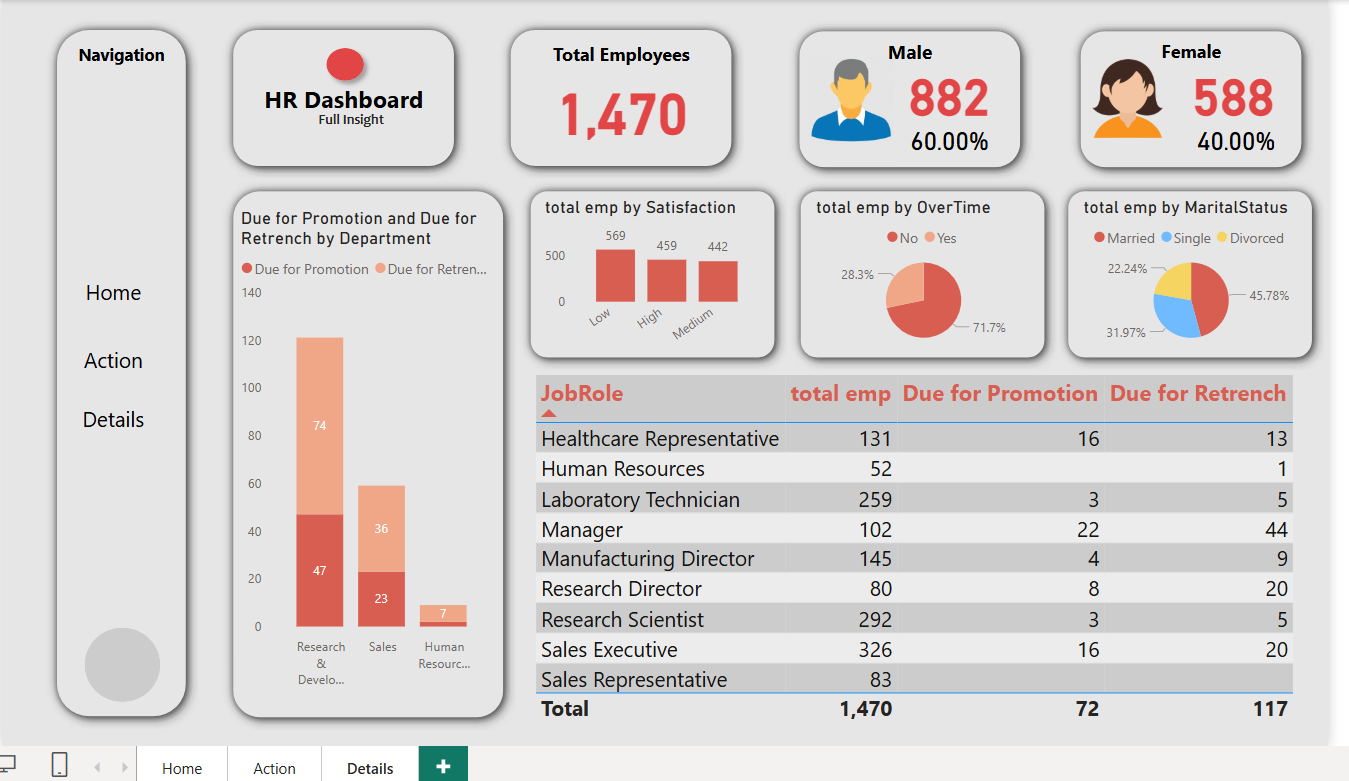 Navigation
Home
Action
Details
HR Dashboard
Full Insight
Total Employees
1,470
Male
882
60.00%
Female
588
40.00%
Due for Promotion and Due for
Retrench by Department
Due for Promotion Due for Retren...
140
120
100
80
60
40
20
0
74
47
36
23
7
Research
&
Develo...
Sales
Human
Resourc...
total emp by Satisfaction
500
0
569
459
442
Low
High
Medium
total emp by OverTime
No Yes
28.3%
71.7%
total emp by MaritalStatus
Married Single Divorced
22.24%
45.78%
31.97%
JobRole total emp Due for Promotion Due for Retrench
Healthcare Representative 131 16 13
Human Resources 52 1
Laboratory Technician 259 3 5
Manager 102 22 44
Manufacturing Director 145 4 9
Research Director 80 8 20
Research Scientist 292 3 5
Sales Executive 326 16 20
Sales Representative 83
Total 1,470 72 117
Home Action Details